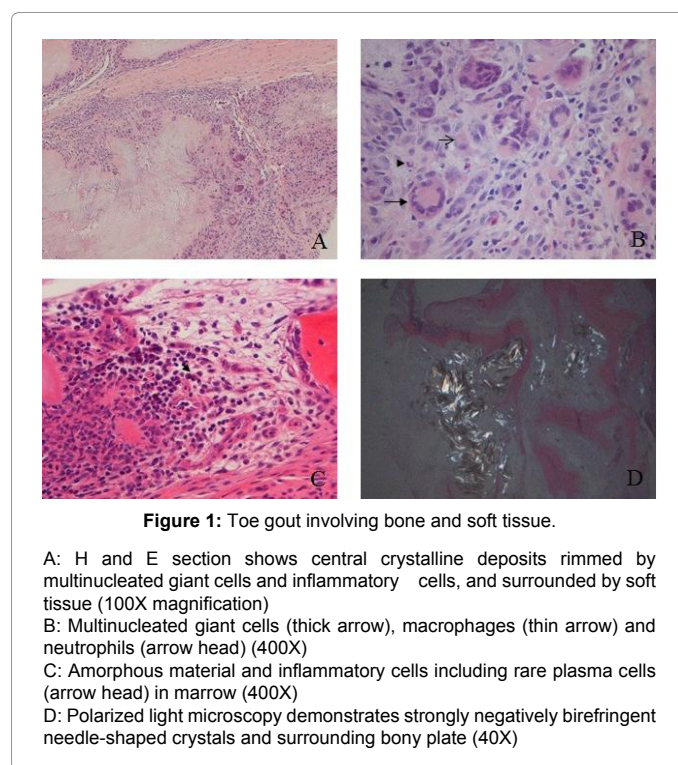 A
B
C
D
Figure 1: Toe gout involving bone and soft tissue.
A: H and E section shows central crystalline deposits rimmed by
multinucleated giant cells and inflammatory cells, and surrounded by soft
tissue (100X magnification)
B: Multinucleated giant cells (thick arrow), macrophages (thin arrow) and
neutrophils (arrow head) (400X)
C: Amorphous material and inflammatory cells including rare plasma cells
(arrow head) in marrow (400X)
D: Polarized light microscopy demonstrates strongly negatively birefringent
needle-shaped crystals and surrounding bony plate (40X)